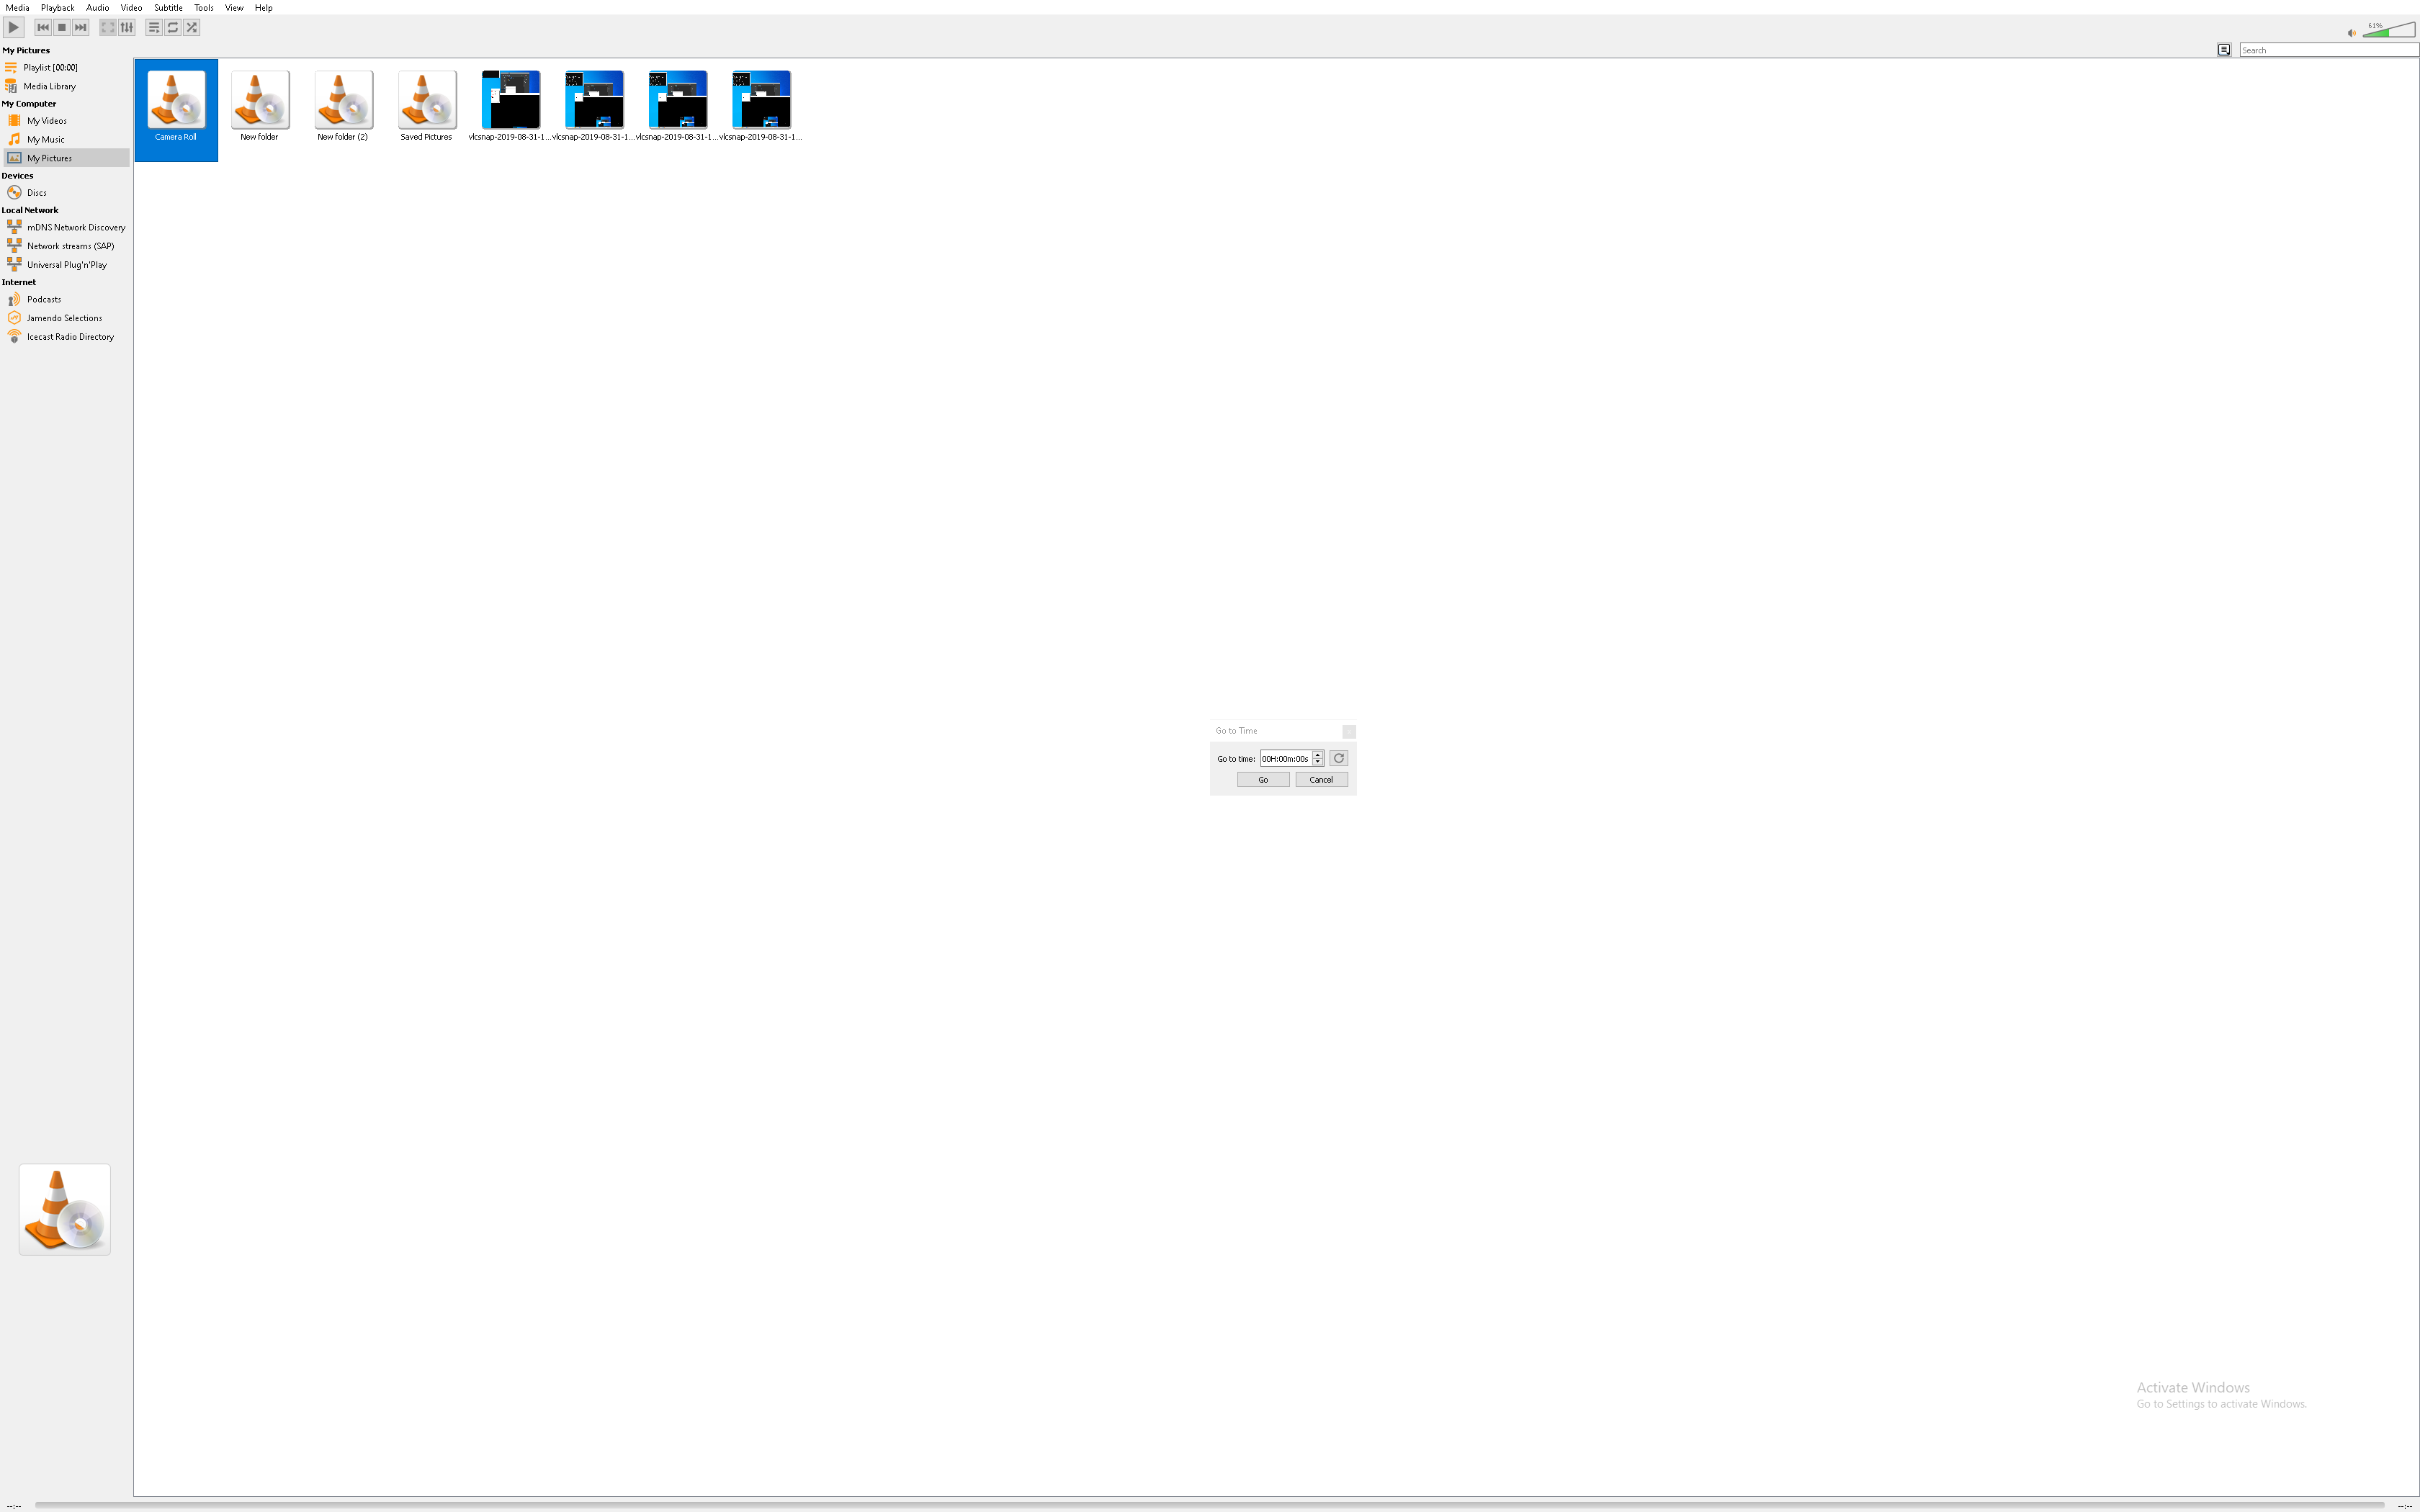 Media Playback Audio Video Subtitle Tools View Help
61%
My Pictures
Search
Playlist [00:00]
Media Library
My Computer
My Videos
My Music
My Pictures
Devices
Discs
Local Network
mDNS Network Discovery
Network streams (SAP)
Universal Plug'n'Play
Internet
Podcasts
Jamendo Selections
Icecast Radio Directory
Camera Roll
New folder
New folder (2)
Saved Pictures
vlcsnap-2019-08-31-1...
vlcsnap-2019-08-31-1...
vlcsnap-2019-08-31-1...
vlcsnap-2019-08-31-1...
Go to Time
Go to time: 00H:00m:00s
Go Cancel
Activate Windows
Go to Settings to activate Windows.
--:-- --:--